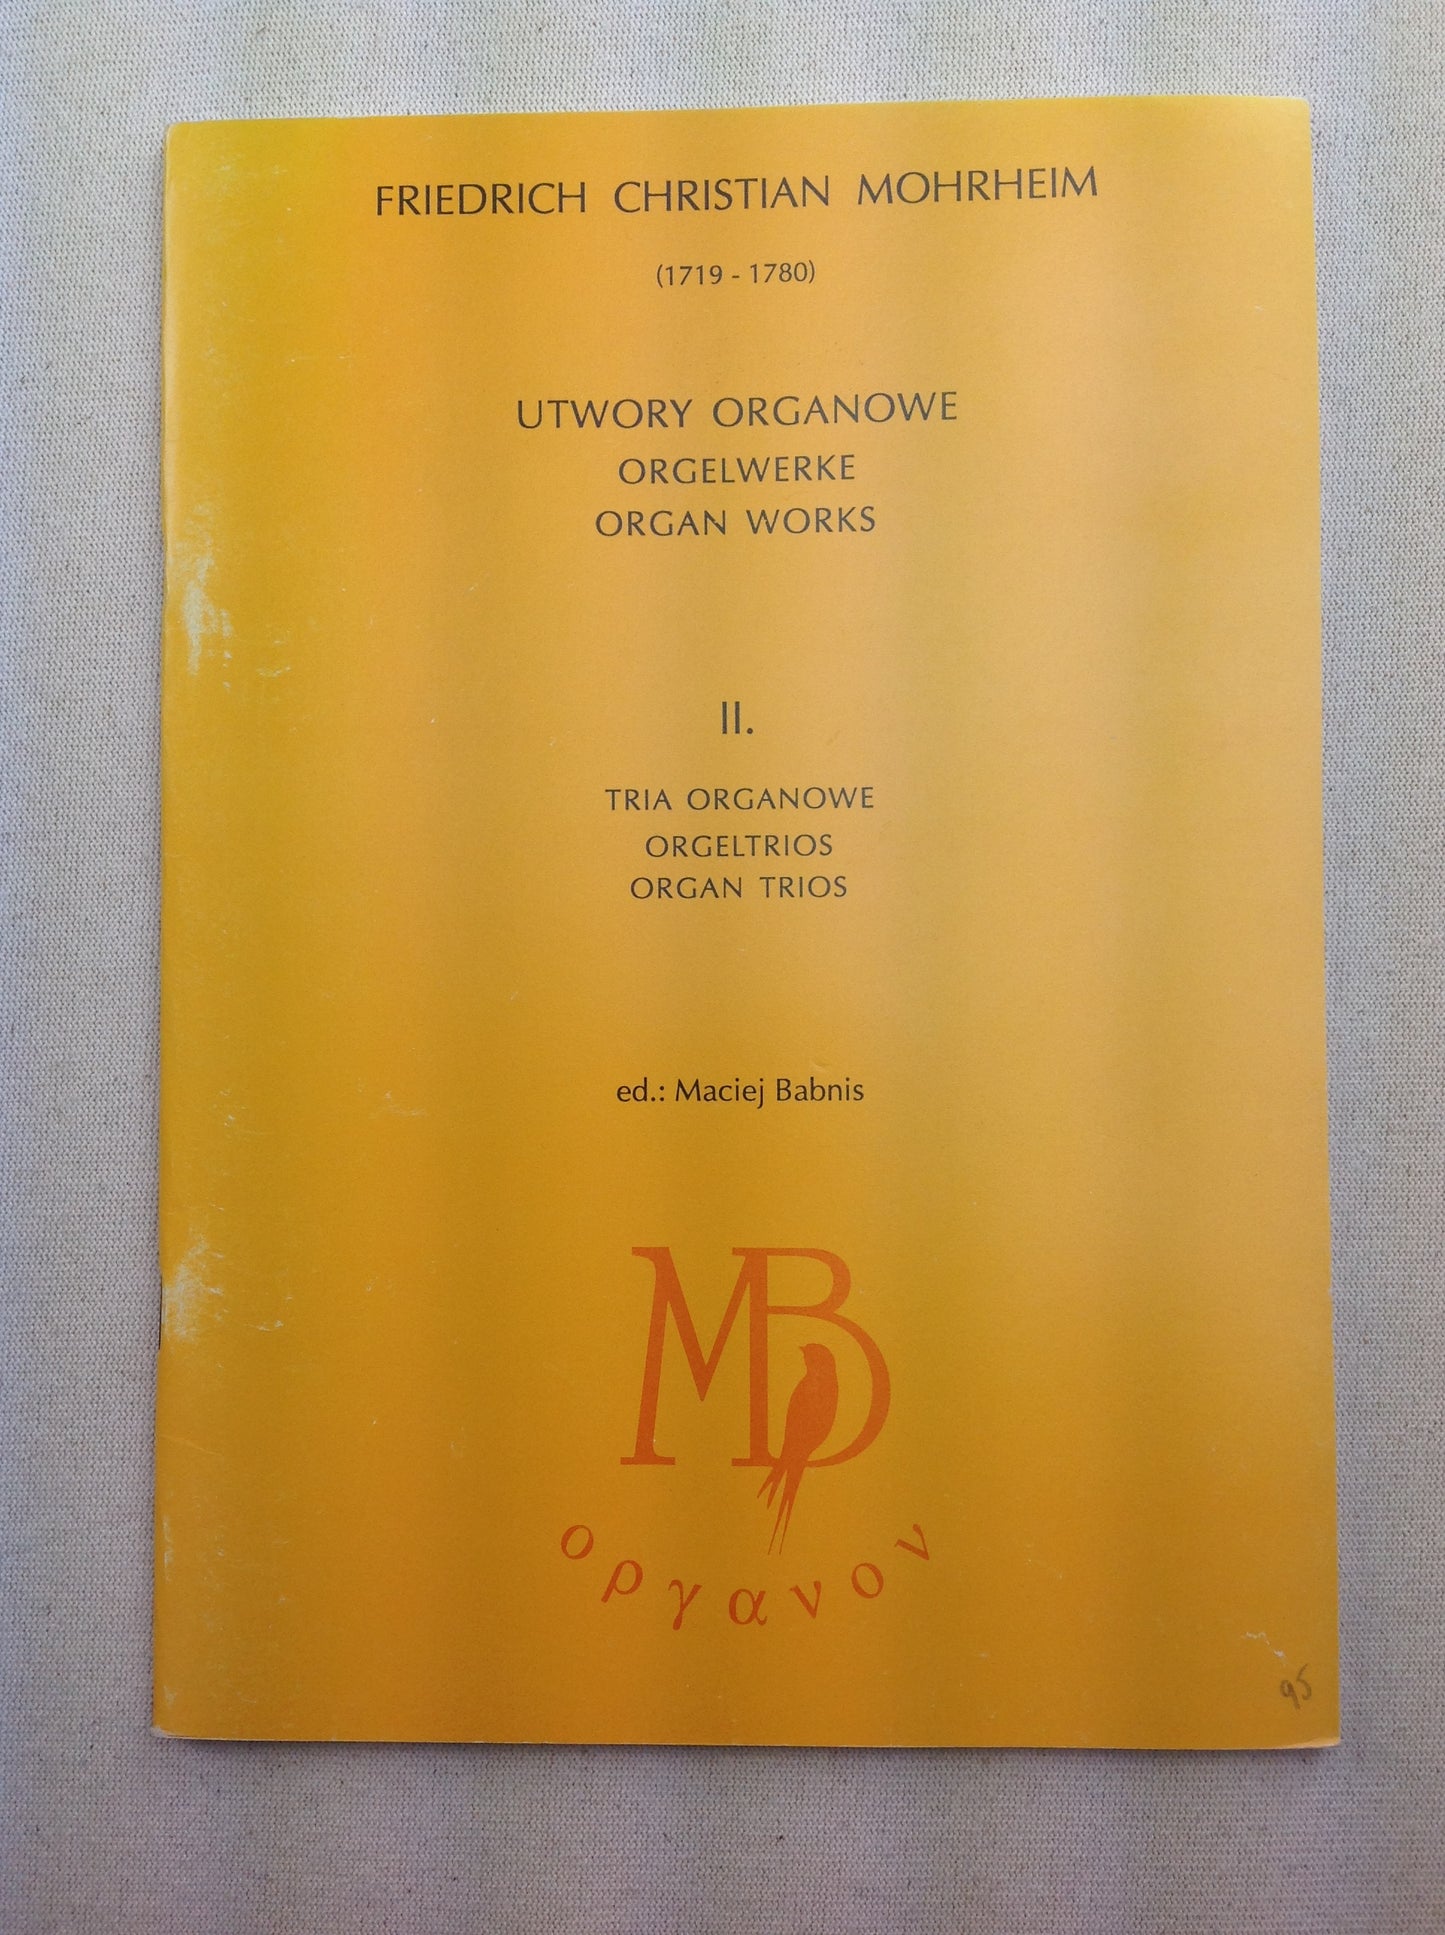 FRIEDRICH CHRISTIAN MOHRHEIM
(1719 - 1780)
UTWORY ORGANOWE
ORGELWERKE
ORGAN WORKS
II.
TRIA ORGANOWE
ORGELTRIOS
ORGAN TRIOS
ed.: Maciej Babnis
MB
οργανον
95